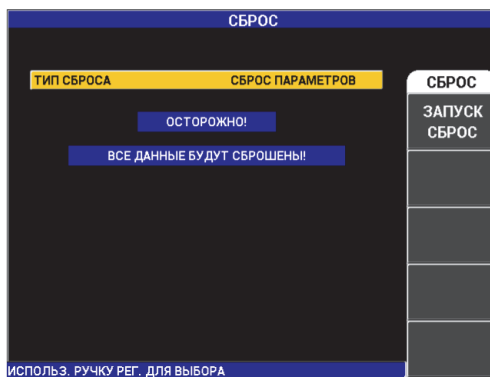 СБРОС
ТИП СБРОСА СБРОС ПАРАМЕТРОВ
ОСТОРОЖНО!
ВСЕ ДАННЫЕ БУДУТ СБРОШЕНЫ!
СБРОС
ЗАПУСК
СБРОС
ИСПОЛЬЗ. РУЧКУ РЕГ. ДЛЯ ВЫБОРА